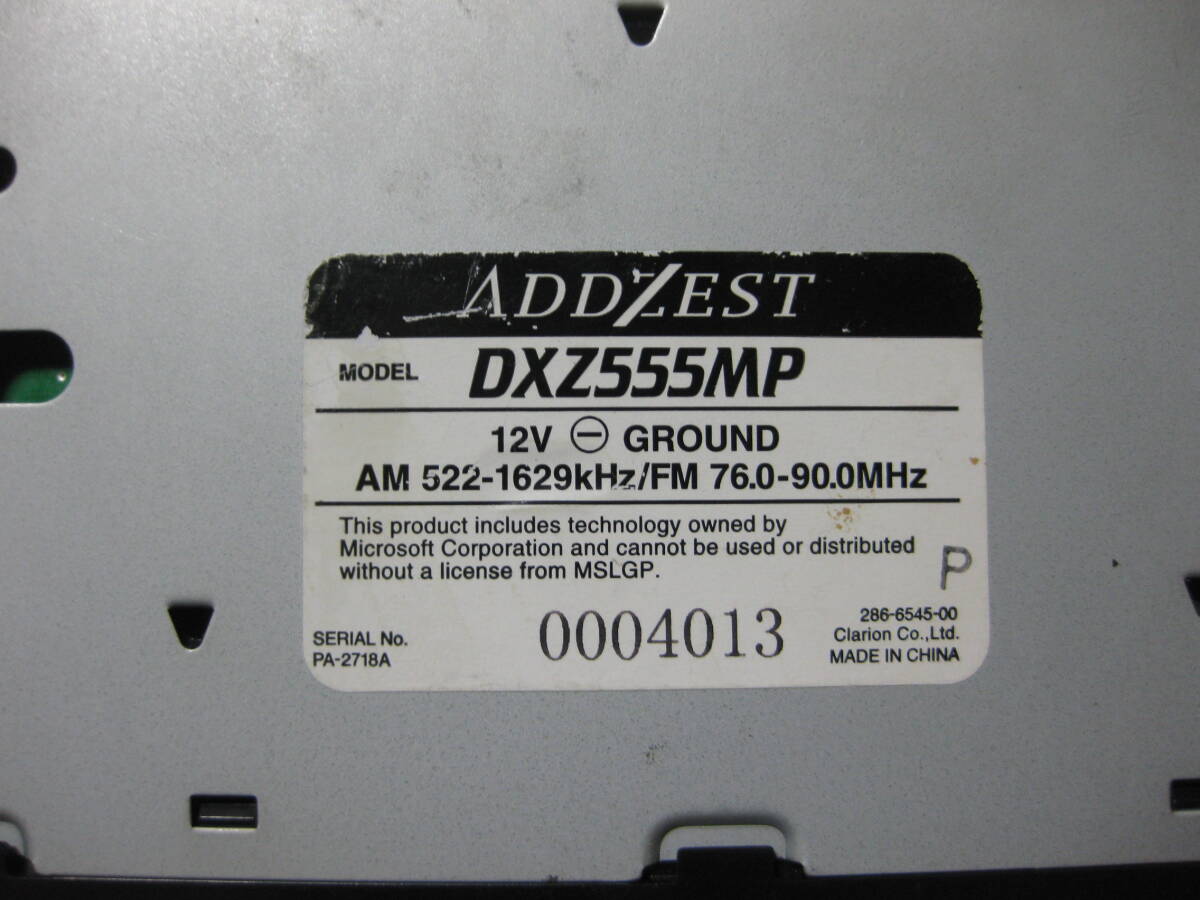 ADDZEST
MODEL DXZ555MP
12V ⊖ GROUND
AM 522-1629kHz/FM 76.0-90.0MHz
This product includes technology owned by
Microsoft Corporation and cannot be used or distributed
without a license from MSLGP.
P
SERIAL No.
PA-2718A
0004013
286-6545-00
Clarion Co.,Ltd.
MADE IN CHINA